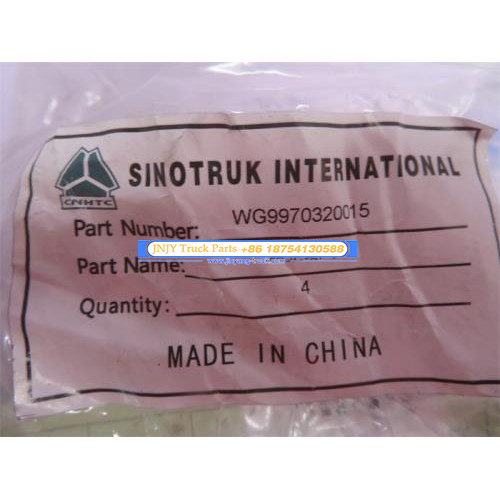 SINOTRUK INTERNATIONAL
CNHTC
Part Number: WG9970320015
JNJY Truck Parts +86 18754130588
Part Name:
Quantity: 4
MADE IN CHINA